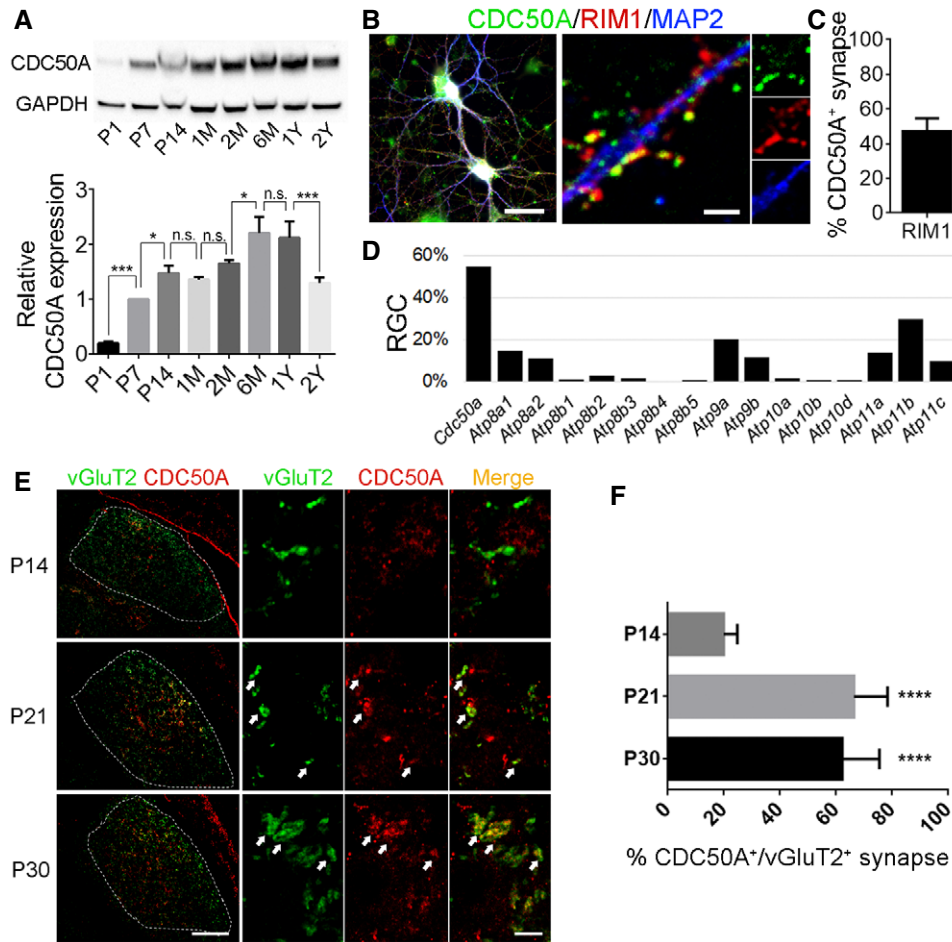 A
CDC50A
GAPDH
P1 P7 P14 1M 2M 6M 1Y 2Y
Relative
CDC50A expression
3
2
1
0
*** * n.s. n.s. * n.s. ***
P1 P7 P14 1M 2M 6M 1Y 2Y
B
CDC50A/RIM1/MAP2
C
% CDC50A⁺ synapse
100
80
60
40
20
0
RIM1
D
RGC
60%
40%
20%
0%
Cdc50a Atp8a1 Atp8a2 Atp8b1 Atp8b2 Atp8b3 Atp8b4 Atp8b5 Atp9a Atp9b Atp10a Atp10b Atp10d Atp11a Atp11b Atp11c
E
vGluT2 CDC50A vGluT2 CDC50A Merge
P14
P21
P30
F
P14
P21 ****
P30 ****
0 20 40 60 80 100
% CDC50A⁺/vGluT2⁺ synapse